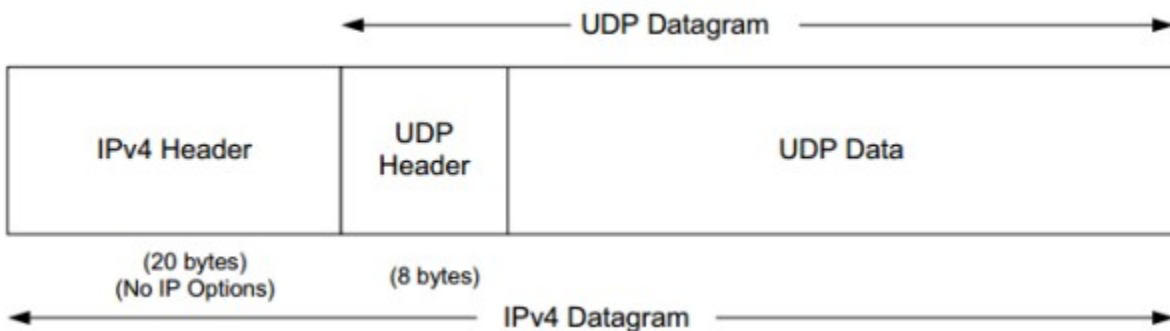 UDP Datagram
IPv4 Header
UDP
Header
UDP Data
(20 bytes)
(No IP Options)
(8 bytes)
IPv4 Datagram